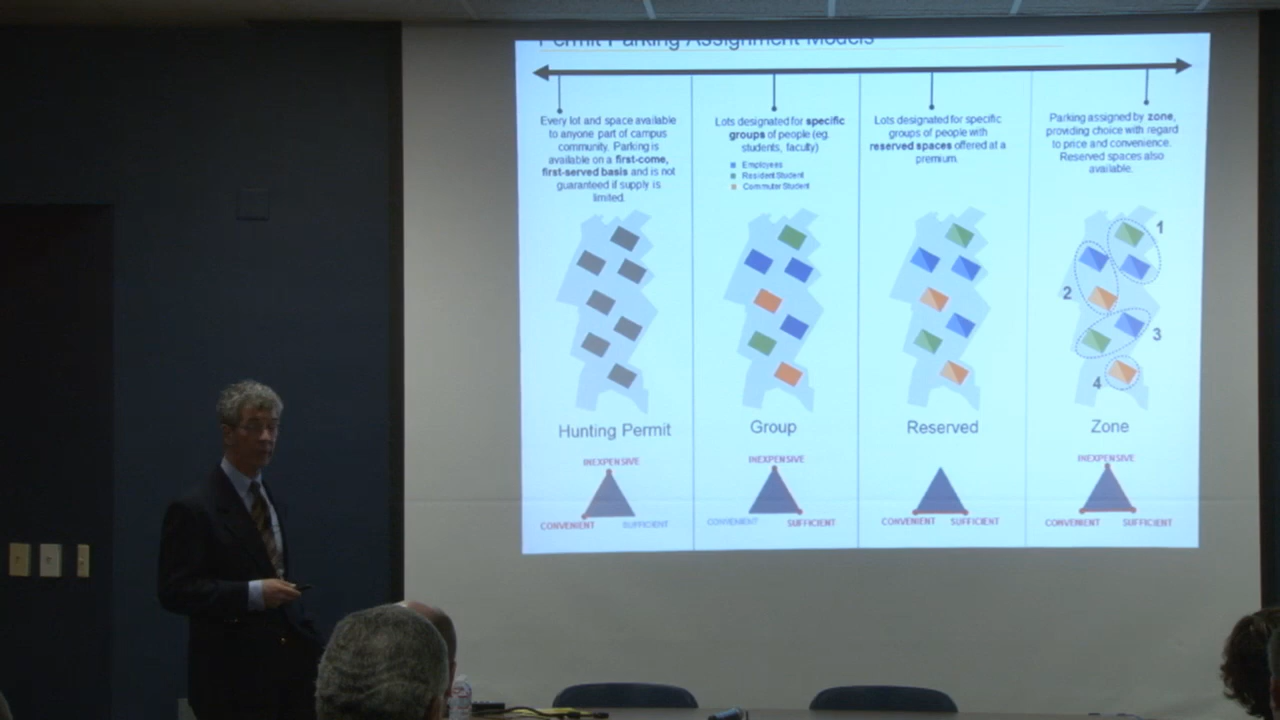 Permit Parking Assignment Models
Every lot and space available
to anyone part of campus
community. Parking is
available on a first-come,
first-served basis and is not
guaranteed if supply is
limited.
Lots designated for specific
groups of people (eg.
students, faculty)
Employees
Resident Student
Commuter Student
Lots designated for specific
groups of people with
reserved spaces offered at a
premium.
Parking assigned by zone,
providing choice with regard
to price and convenience.
Reserved spaces also
available.
1
2
3
4
Hunting Permit
Group
Reserved
Zone
INEXPENSIVE
CONVENIENT
SUFFICIENT
INEXPENSIVE
CONVENIENT
SUFFICIENT
CONVENIENT
SUFFICIENT
INEXPENSIVE
CONVENIENT
SUFFICIENT